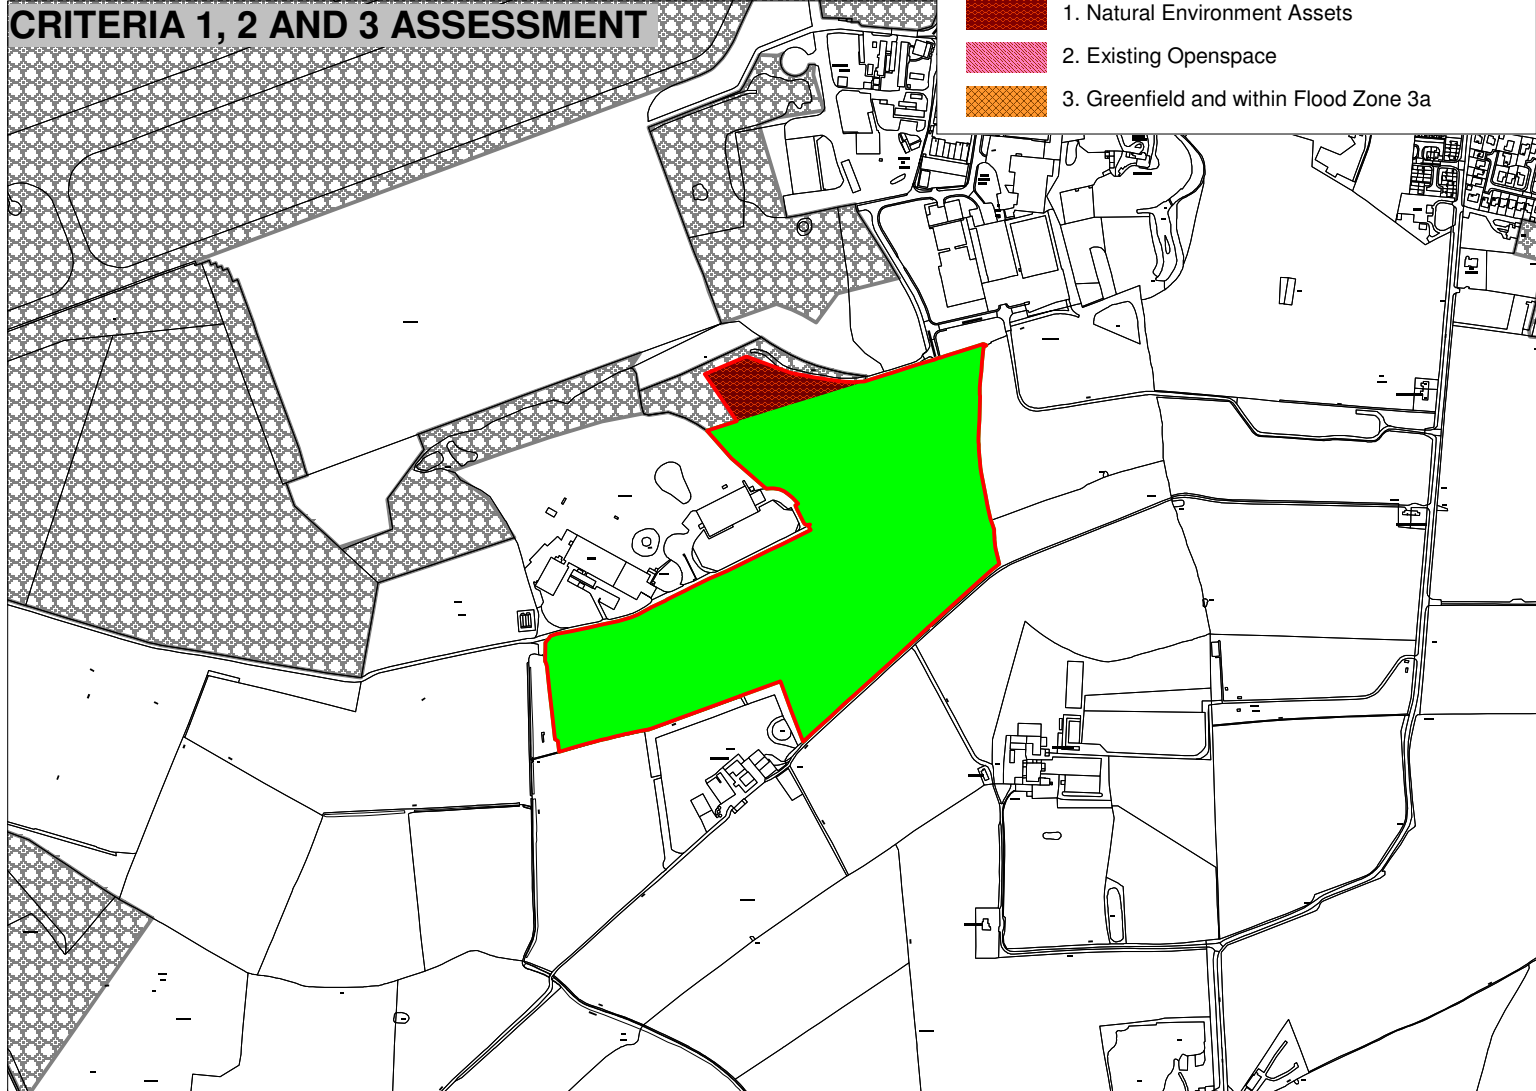 CRITERIA 1, 2 AND 3 ASSESSMENT
1. Natural Environment Assets
2. Existing Openspace
3. Greenfield and within Flood Zone 3a